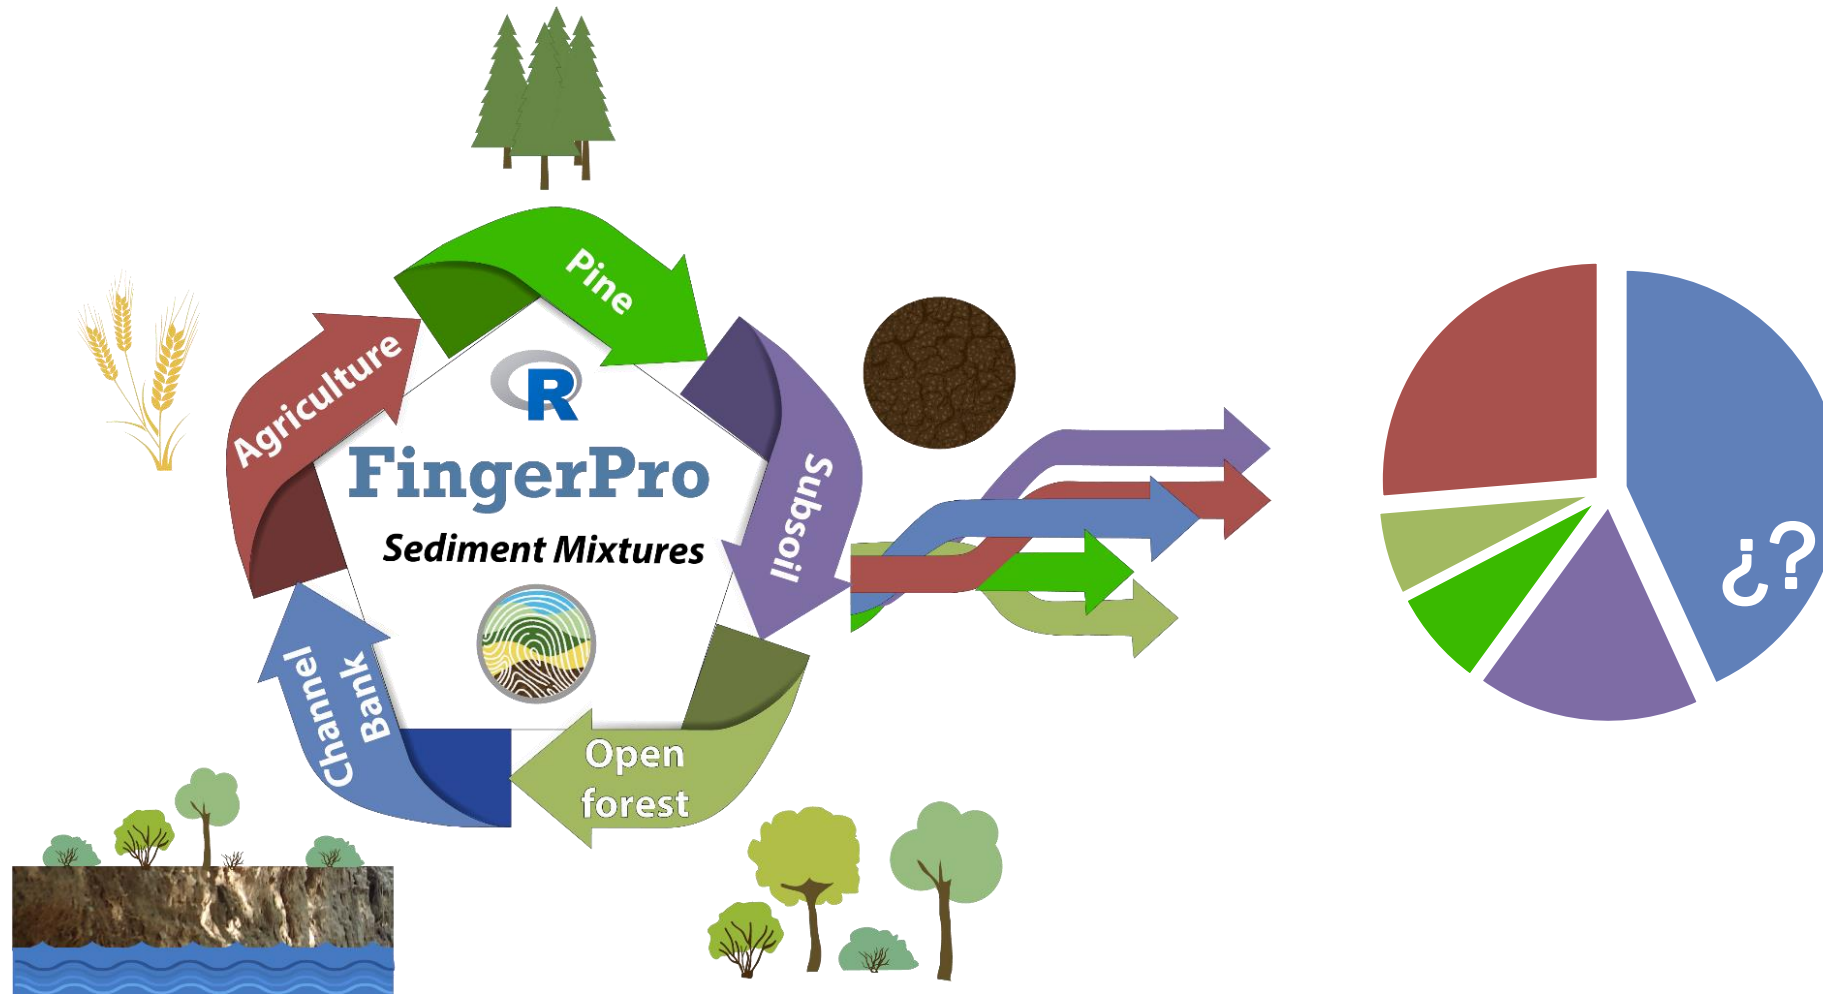 Pine
Agriculture
R
FingerPro
Subsoil
Sediment Mixtures
¿?
Channel
Bank
Open
forest